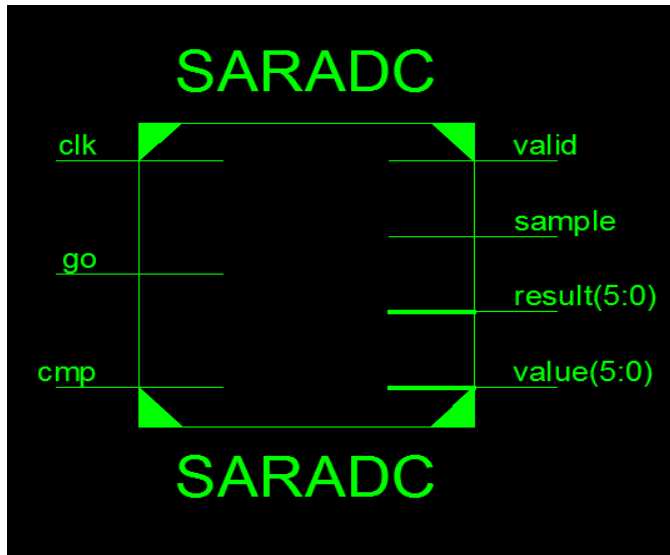 SARADC
clk
valid
sample
go
result(5:0)
cmp
value(5:0)
SARADC